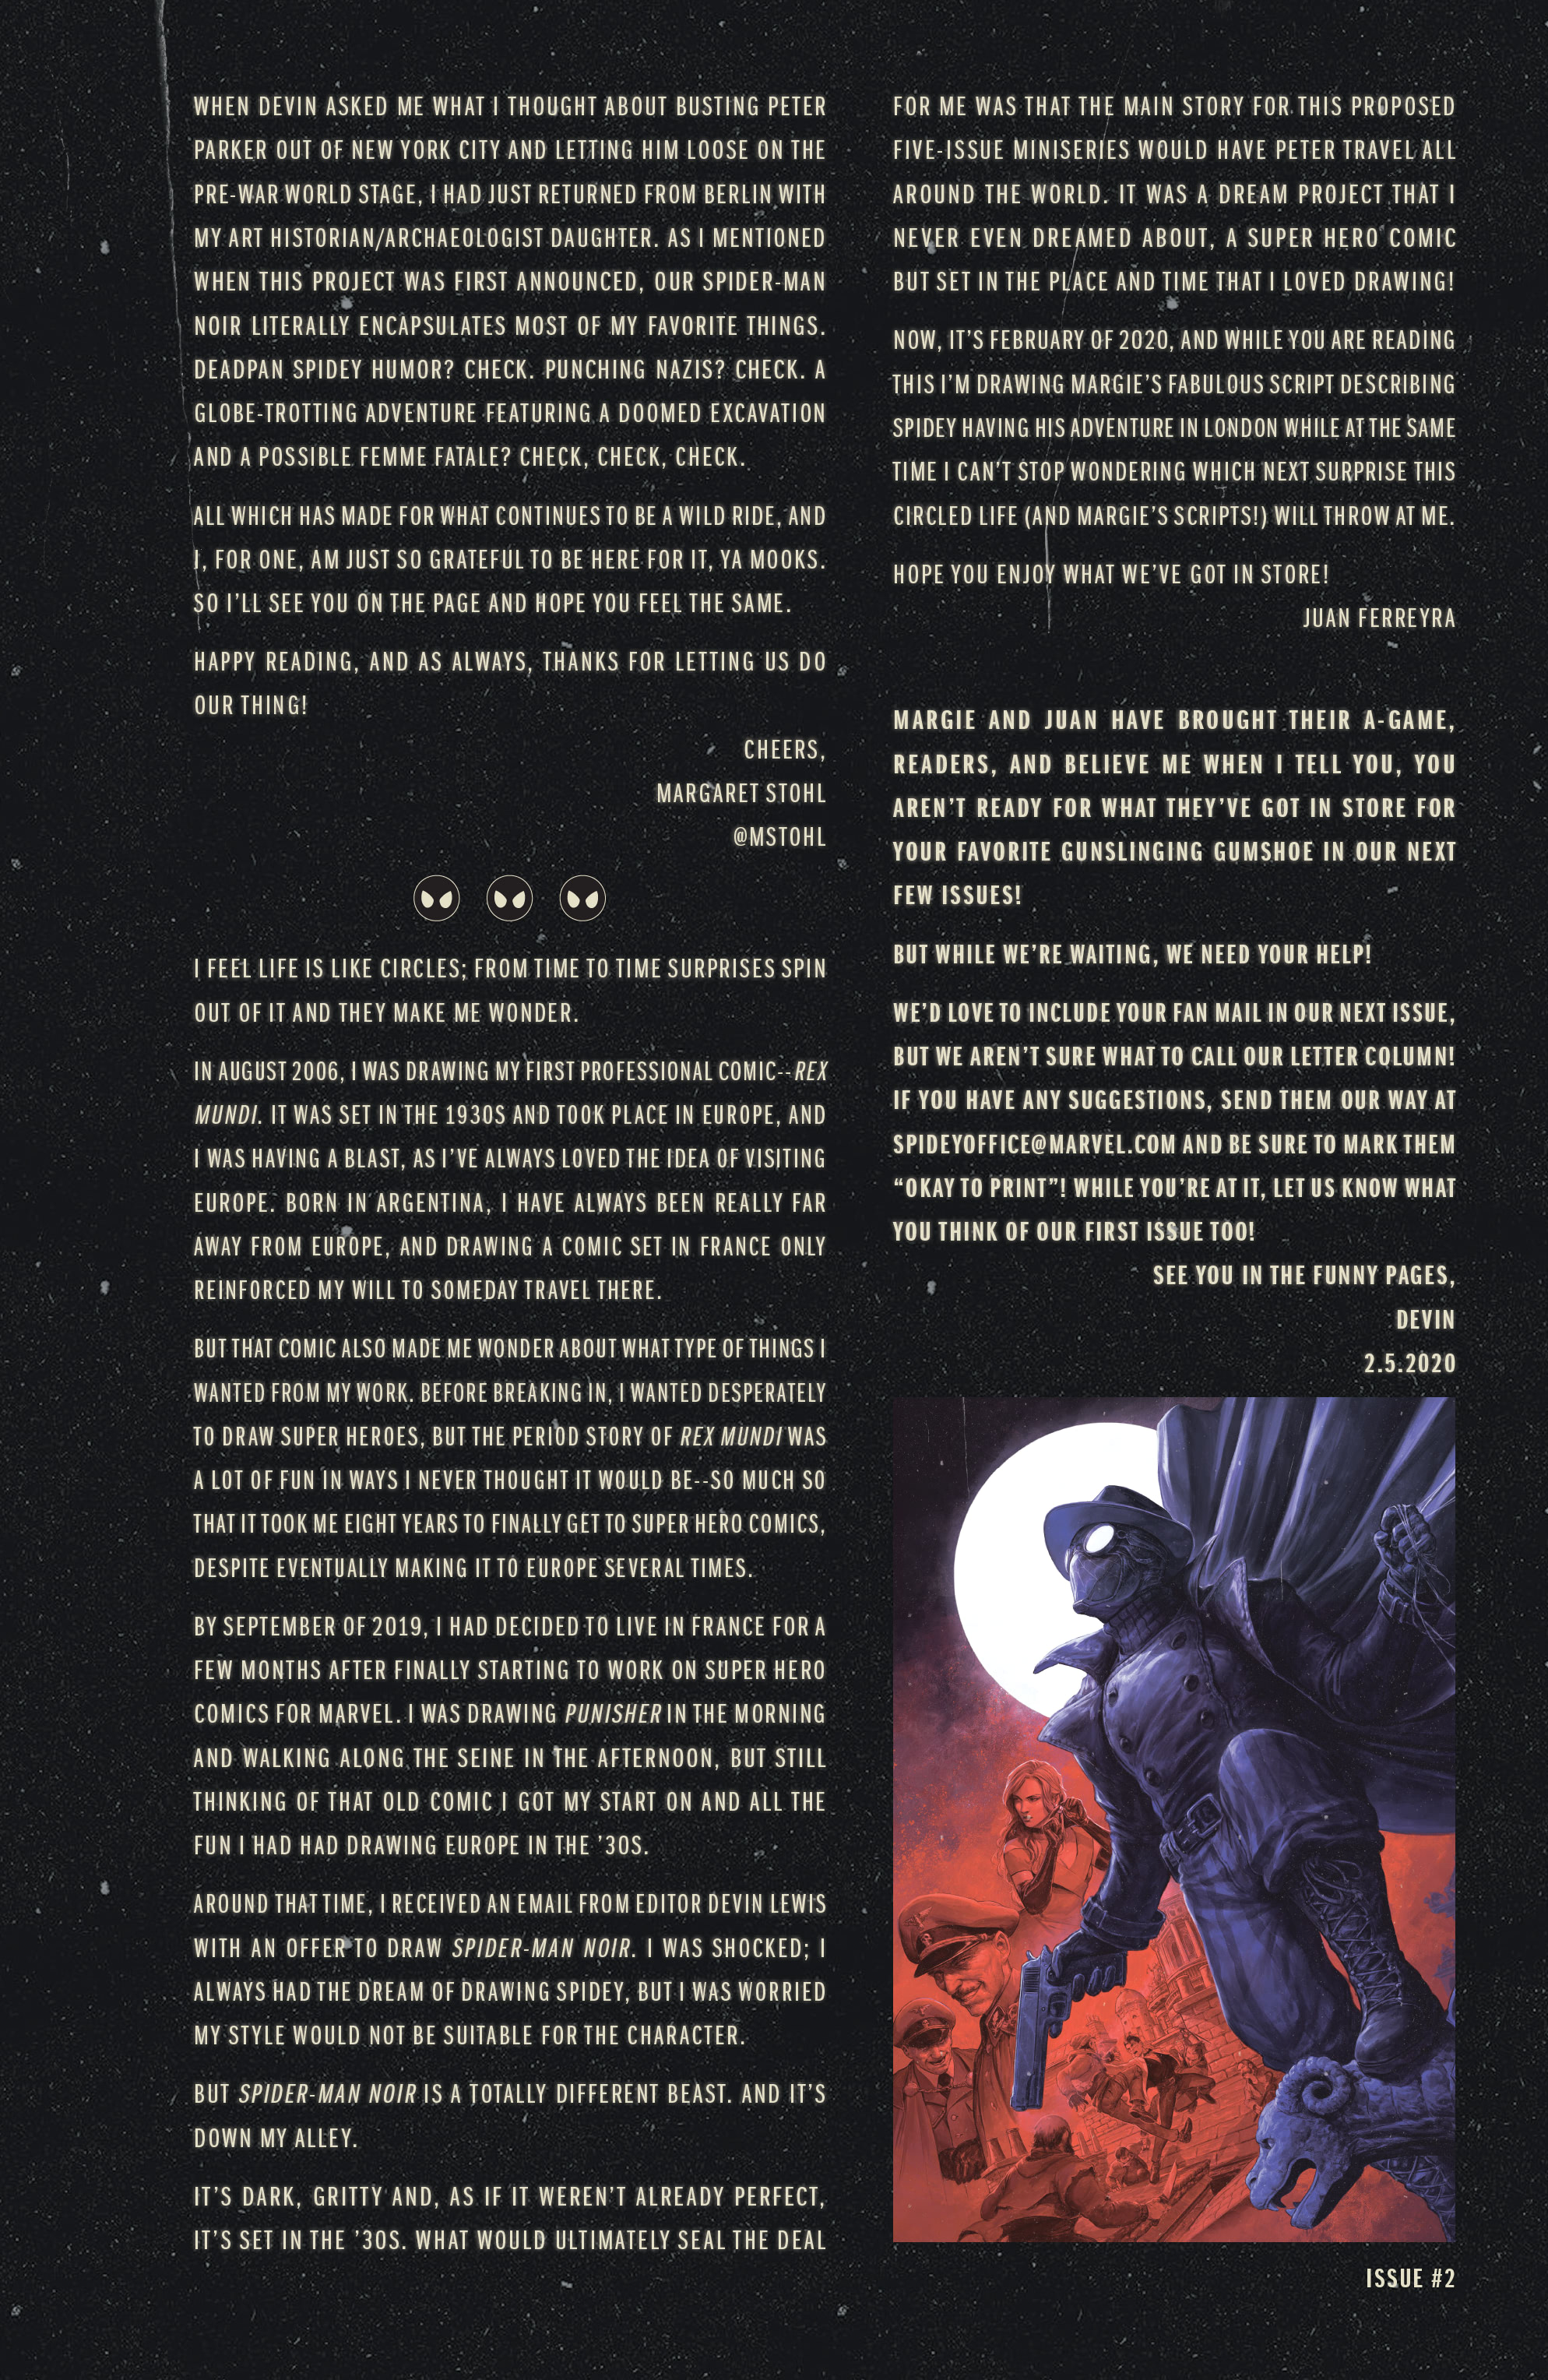 WHEN DEVIN ASKED ME WHAT I THOUGHT ABOUT BUSTING PETER
PARKER OUT OF NEW YORK CITY AND LETTING HIM LOOSE ON THE
PRE-WAR WORLD STAGE, I HAD JUST RETURNED FROM BERLIN WITH
MY ART HISTORIAN/ARCHAEOLOGIST DAUGHTER. AS I MENTIONED
WHEN THIS PROJECT WAS FIRST ANNOUNCED, OUR SPIDER-MAN
NOIR LITERALLY ENCAPSULATES MOST OF MY FAVORITE THINGS.
DEADPAN SPIDEY HUMOR? CHECK. PUNCHING NAZIS? CHECK. A
GLOBE-TROTTING ADVENTURE FEATURING A DOOMED EXCAVATION
AND A POSSIBLE FEMME FATALE? CHECK, CHECK, CHECK.
ALL WHICH HAS MADE FOR WHAT CONTINUES TO BE A WILD RIDE, AND
I, FOR ONE, AM JUST SO GRATEFUL TO BE HERE FOR IT, YA MOOKS.
SO I'LL SEE YOU ON THE PAGE AND HOPE YOU FEEL THE SAME.
HAPPY READING, AND AS ALWAYS, THANKS FOR LETTING US DO
OUR THING!
CHEERS,
MARGARET STOHL
@MSTOHL
I FEEL LIFE IS LIKE CIRCLES; FROM TIME TO TIME SURPRISES SPIN
OUT OF IT AND THEY MAKE ME WONDER.
IN AUGUST 2006, I WAS DRAWING MY FIRST PROFESSIONAL COMIC--REX
MUNDI. IT WAS SET IN THE 1930S AND TOOK PLACE IN EUROPE, AND
I WAS HAVING A BLAST, AS I'VE ALWAYS LOVED THE IDEA OF VISITING
EUROPE. BORN IN ARGENTINA, I HAVE ALWAYS BEEN REALLY FAR
AWAY FROM EUROPE, AND DRAWING A COMIC SET IN FRANCE ONLY
REINFORCED MY WILL TO SOMEDAY TRAVEL THERE.
BUT THAT COMIC ALSO MADE ME WONDER ABOUT WHAT TYPE OF THINGS I
WANTED FROM MY WORK. BEFORE BREAKING IN, I WANTED DESPERATELY
TO DRAW SUPER HEROES, BUT THE PERIOD STORY OF REX MUNDI WAS
A LOT OF FUN IN WAYS I NEVER THOUGHT IT WOULD BE--SO MUCH SO
THAT IT TOOK ME EIGHT YEARS TO FINALLY GET TO SUPER HERO COMICS,
DESPITE EVENTUALLY MAKING IT TO EUROPE SEVERAL TIMES.
BY SEPTEMBER OF 2019, I HAD DECIDED TO LIVE IN FRANCE FOR A
FEW MONTHS AFTER FINALLY STARTING TO WORK ON SUPER HERO
COMICS FOR MARVEL. I WAS DRAWING PUNISHER IN THE MORNING
AND WALKING ALONG THE SEINE IN THE AFTERNOON, BUT STILL
THINKING OF THAT OLD COMIC I GOT MY START ON AND ALL THE
FUN I HAD HAD DRAWING EUROPE IN THE '30S.
AROUND THAT TIME, I RECEIVED AN EMAIL FROM EDITOR DEVIN LEWIS
WITH AN OFFER TO DRAW SPIDER-MAN NOIR. I WAS SHOCKED; I
ALWAYS HAD THE DREAM OF DRAWING SPIDEY, BUT I WAS WORRIED
MY STYLE WOULD NOT BE SUITABLE FOR THE CHARACTER.
BUT SPIDER-MAN NOIR IS A TOTALLY DIFFERENT BEAST. AND IT'S
DOWN MY ALLEY.
IT'S DARK, GRITTY AND, AS IF IT WEREN'T ALREADY PERFECT,
IT'S SET IN THE '30S. WHAT WOULD ULTIMATELY SEAL THE DEAL
FOR ME WAS THAT THE MAIN STORY FOR THIS PROPOSED
FIVE-ISSUE MINISERIES WOULD HAVE PETER TRAVEL ALL
AROUND THE WORLD. IT WAS A DREAM PROJECT THAT I
NEVER EVEN DREAMED ABOUT, A SUPER HERO COMIC
BUT SET IN THE PLACE AND TIME THAT I LOVED DRAWING!
NOW, IT'S FEBRUARY OF 2020, AND WHILE YOU ARE READING
THIS I'M DRAWING MARGIE'S FABULOUS SCRIPT DESCRIBING
SPIDEY HAVING HIS ADVENTURE IN LONDON WHILE AT THE SAME
TIME I CAN'T STOP WONDERING WHICH NEXT SURPRISE THIS
CIRCLED LIFE (AND MARGIE'S SCRIPTS!) WILL THROW AT ME.
HOPE YOU ENJOY WHAT WE'VE GOT IN STORE!
JUAN FERREYRA
MARGIE AND JUAN HAVE BROUGHT THEIR A-GAME,
READERS, AND BELIEVE ME WHEN I TELL YOU, YOU
AREN'T READY FOR WHAT THEY'VE GOT IN STORE FOR
YOUR FAVORITE GUNSLINGING GUMSHOE IN OUR NEXT
FEW ISSUES!
BUT WHILE WE'RE WAITING, WE NEED YOUR HELP!
WE'D LOVE TO INCLUDE YOUR FAN MAIL IN OUR NEXT ISSUE,
BUT WE AREN'T SURE WHAT TO CALL OUR LETTER COLUMN!
IF YOU HAVE ANY SUGGESTIONS, SEND THEM OUR WAY AT
SPIDEYOFFICE@MARVEL.COM AND BE SURE TO MARK THEM
"OKAY TO PRINT"! WHILE YOU'RE AT IT, LET US KNOW WHAT
YOU THINK OF OUR FIRST ISSUE TOO!
SEE YOU IN THE FUNNY PAGES,
DEVIN
2.5.2020
ISSUE #2